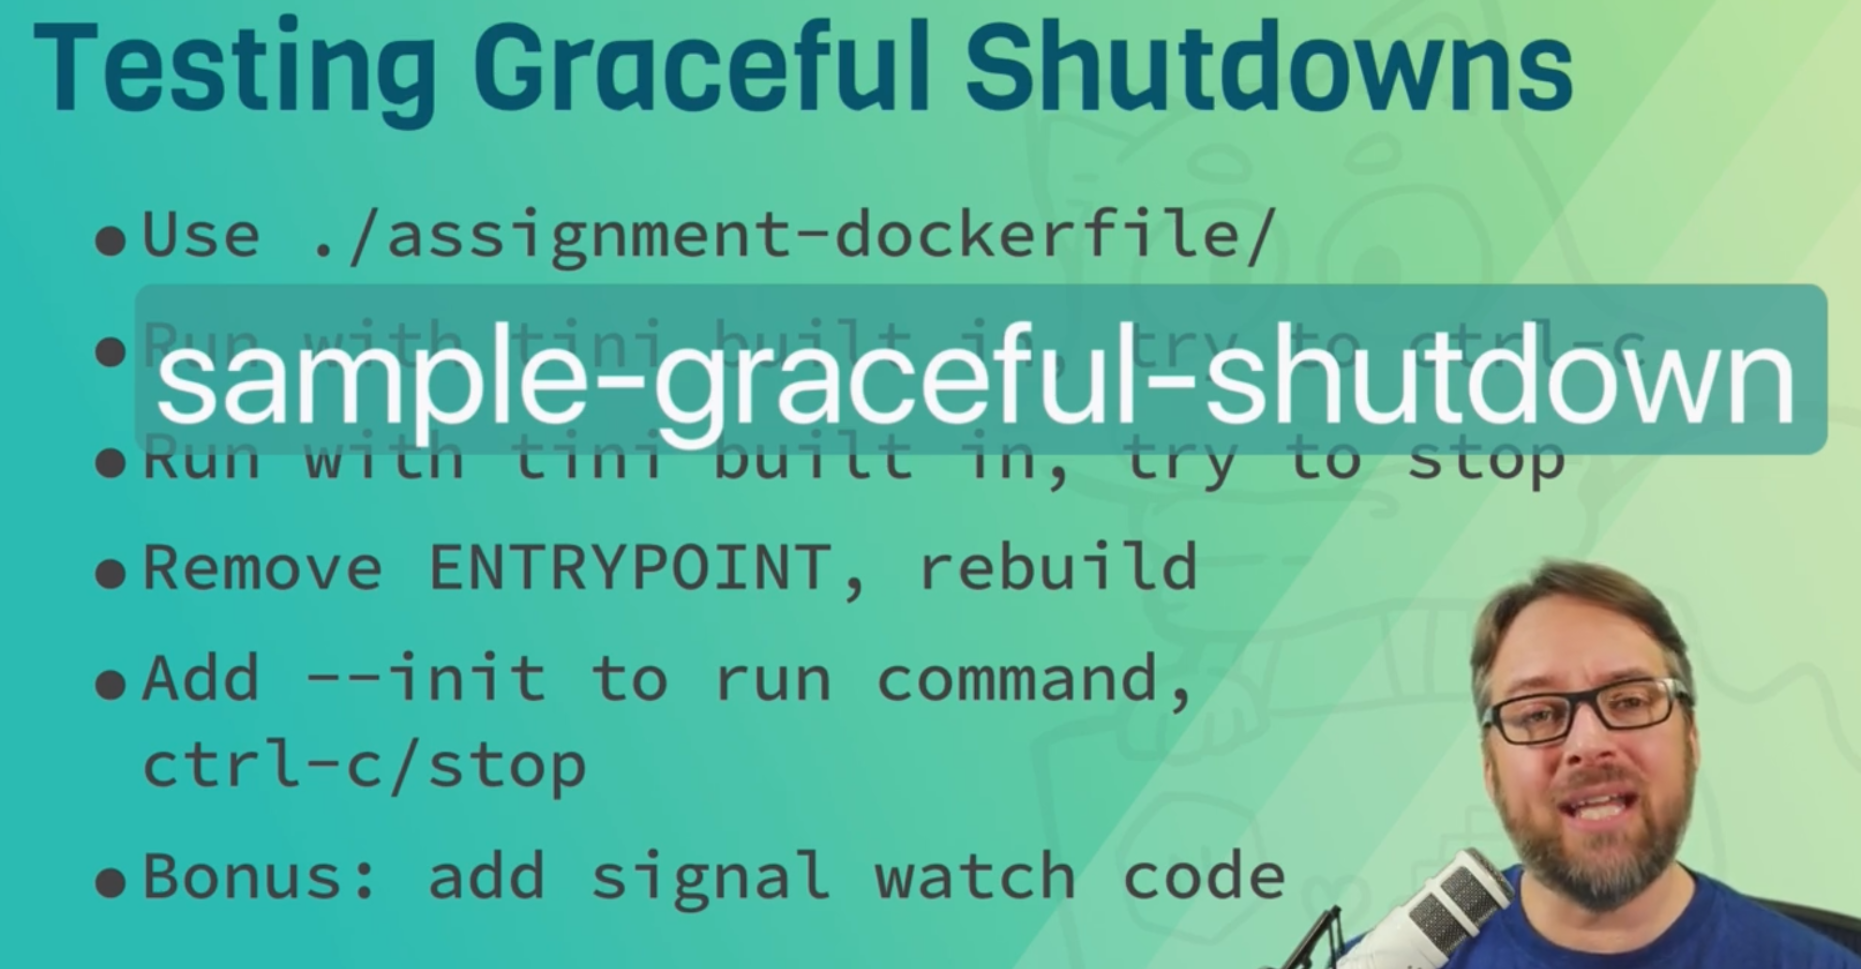 Testing Graceful Shutdowns
• Use ./assignment-dockerfile/
• Run with tini built in, try to ctrl-c
sample-graceful-shutdown
• Run with tini built in, try to stop
• Remove ENTRYPOINT, rebuild
• Add --init to run command,
ctrl-c/stop
• Bonus: add signal watch code